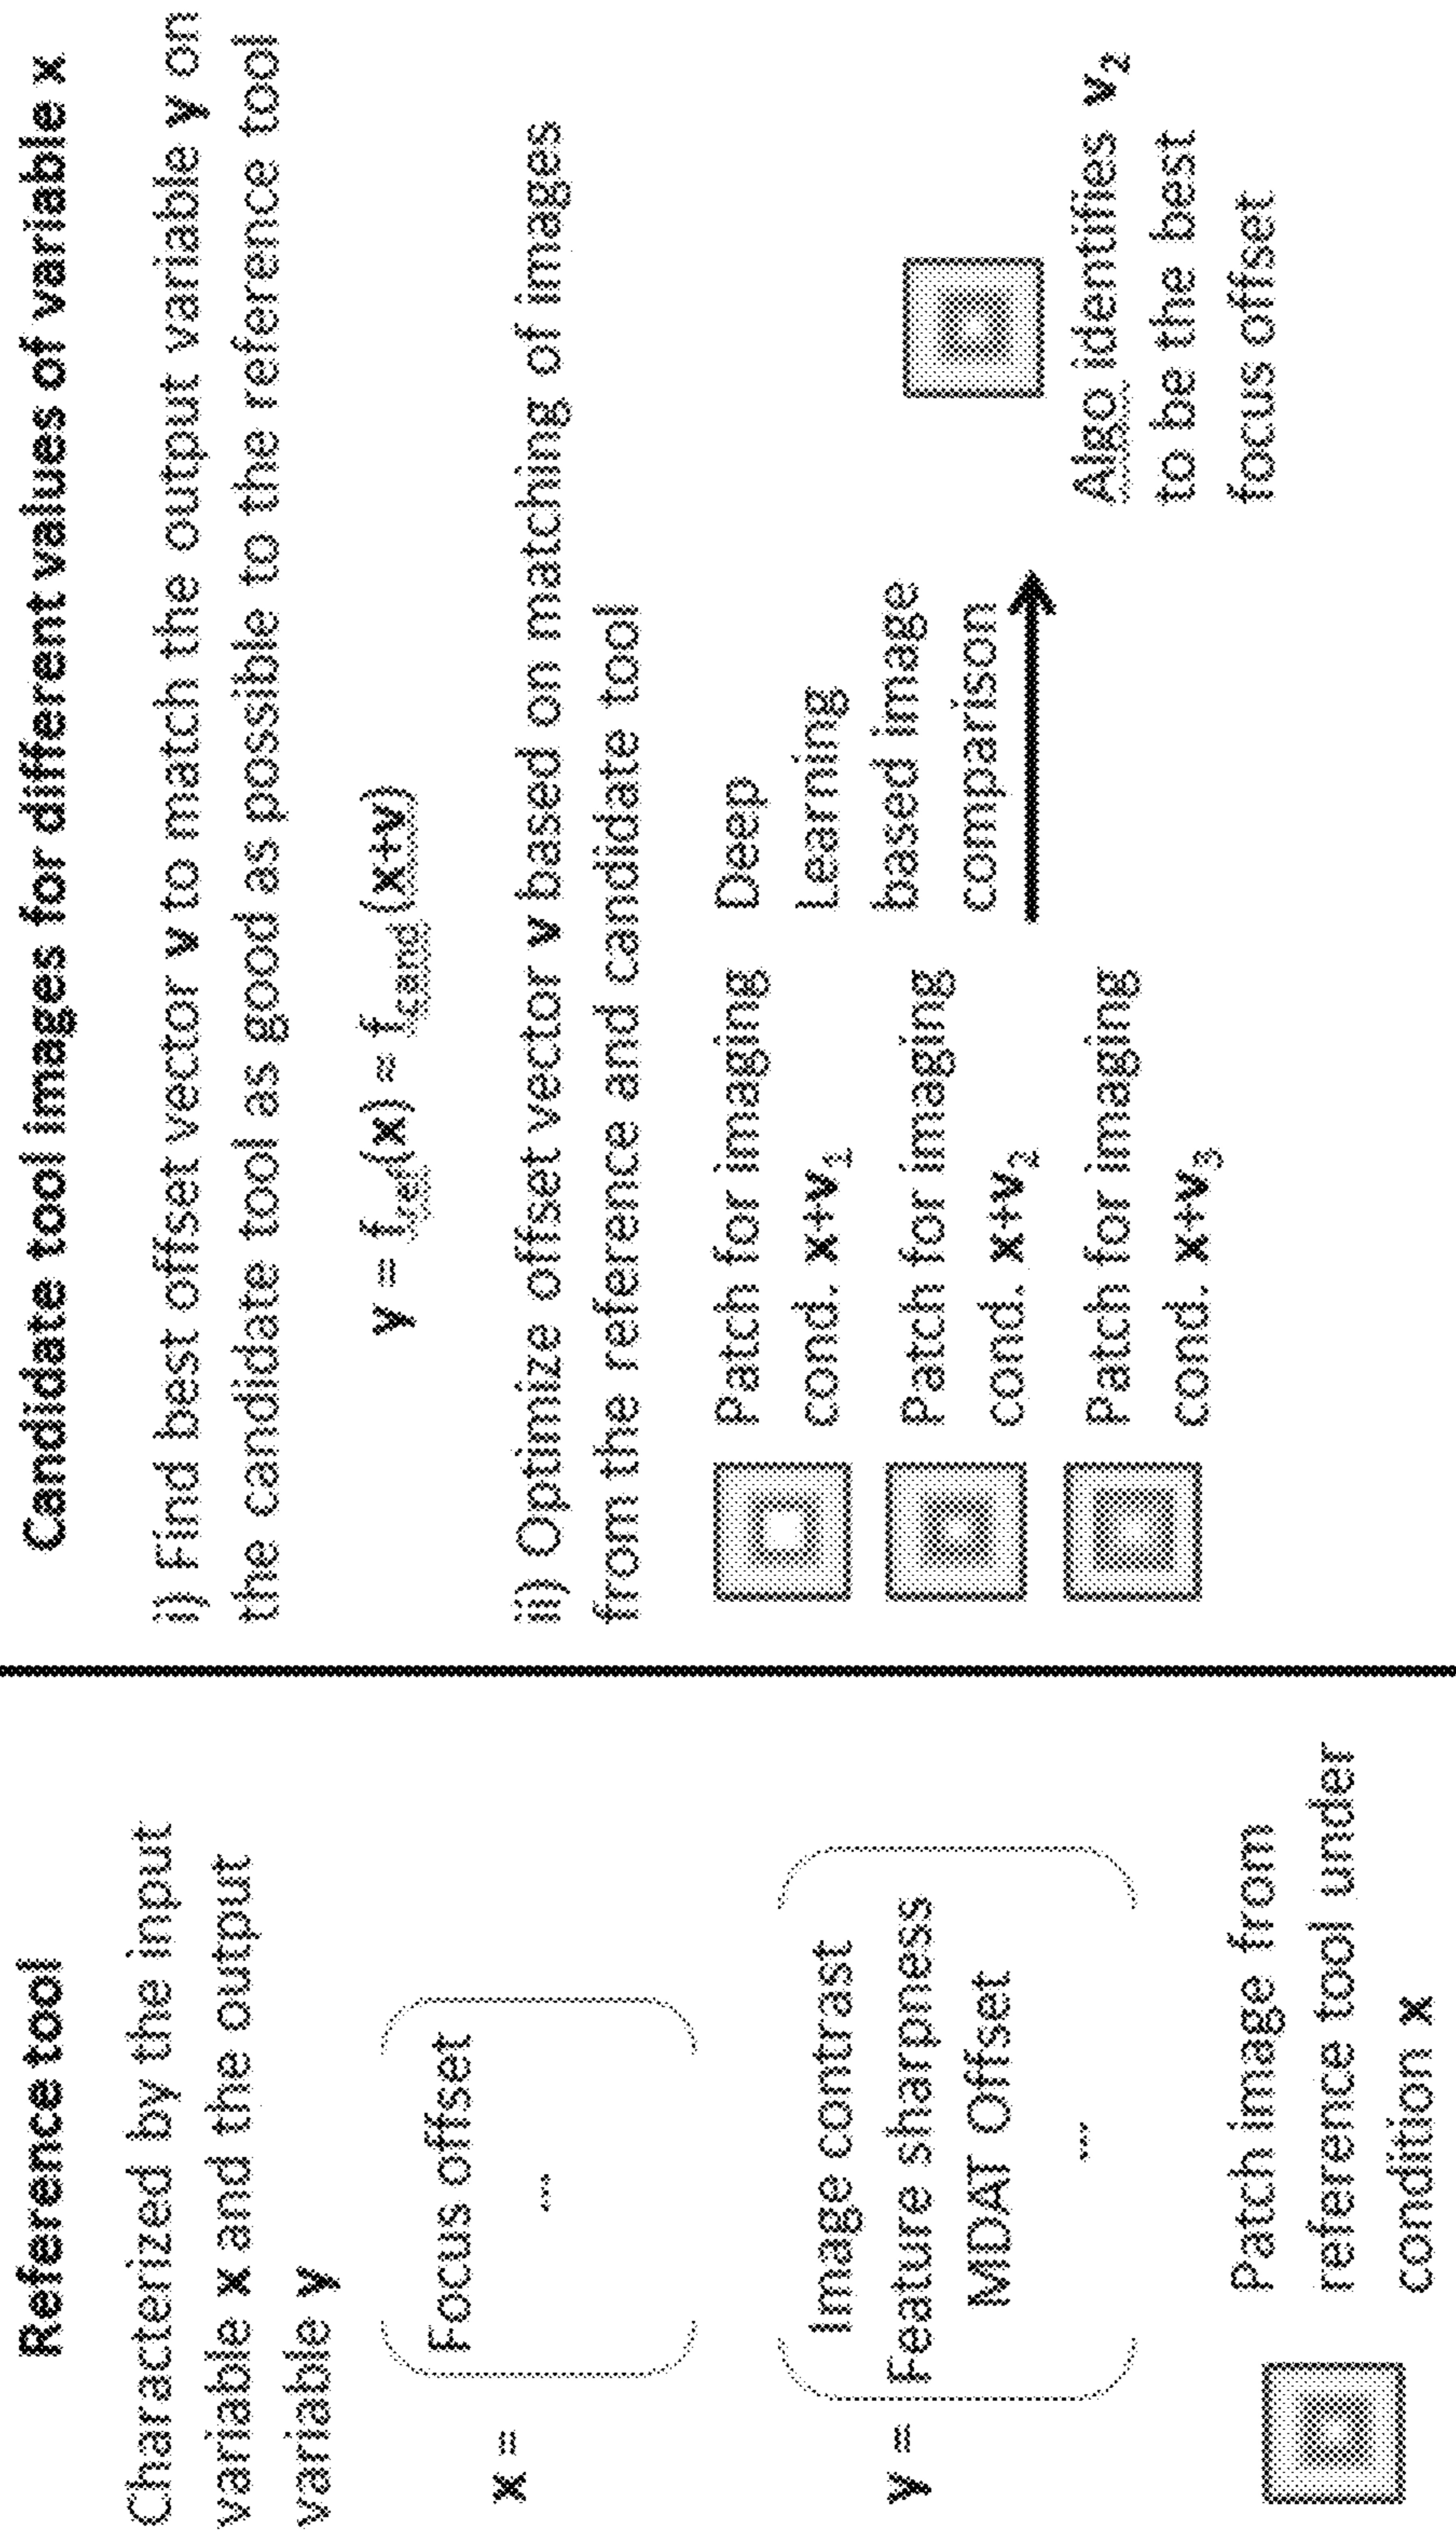 Reference tool
Characterized by the input
variable x and the output
variable y
x =
Focus offset
...
y =
Image contrast
Feature sharpness
MDAT Offset
...
Patch image from
reference tool under
condition x
Candidate tool images for different values of variable x
i) Find best offset vector v to match the output variable y on
the candidate tool as good as possible to the reference tool
y = f_ref(x) ≈ f_cand(x+v)
ii) Optimize offset vector v based on matching of images
from the reference and candidate tool
Patch for imaging
cond. x+v₁
Patch for imaging
cond. x+v₂
Patch for imaging
cond. x+v₃
Deep
Learning
based image
comparison
Algo identifies v₂
to be the best
focus offset